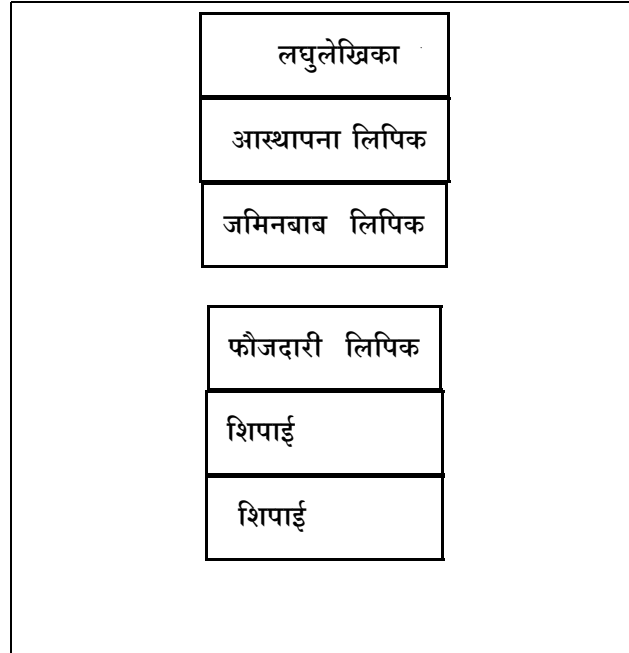 लघुलेखिका
आस्थापना लिपिक
जमिनबाब लिपिक
फौजदारी लिपिक
शिपाई
शिपाई